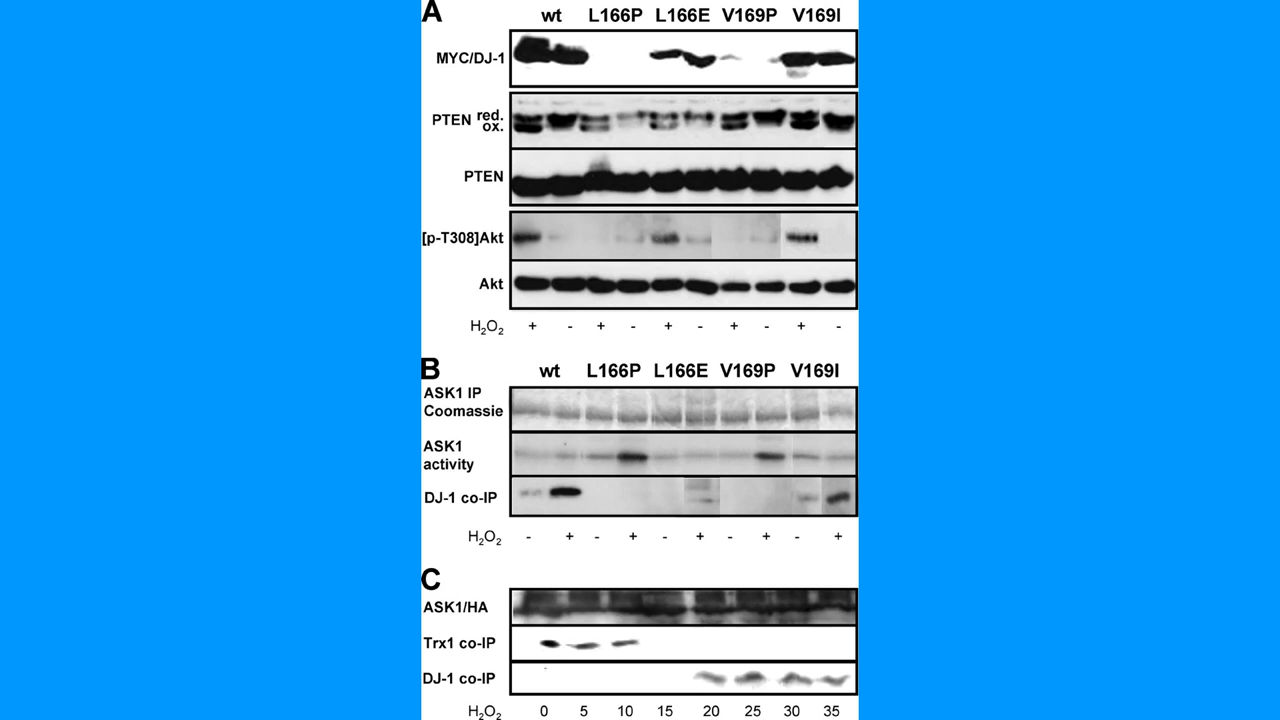 A
wt L166P L166E V169P V169I
MYC/DJ-1
PTEN red.
ox.
PTEN
[p-T308]Akt
Akt
H₂O₂ + - + - + - + - + -
B
wt L166P L166E V169P V169I
ASK1 IP
Coomassie
ASK1
activity
DJ-1 co-IP
H₂O₂ - + - + - + - + - +
C
ASK1/HA
Trx1 co-IP
DJ-1 co-IP
H₂O₂ 0 5 10 15 20 25 30 35